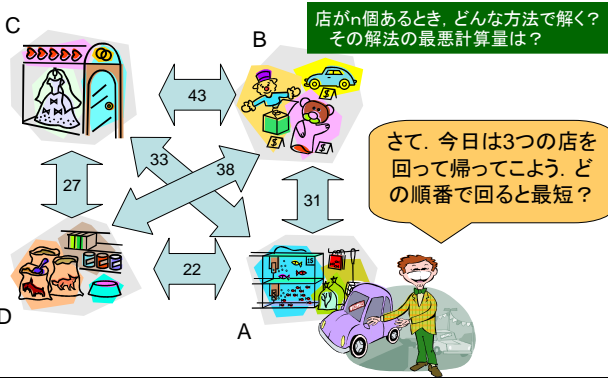 店がn個あるとき，どんな方法で解く？
その解法の最悪計算量は？
C
B
43
さて．今日は3つの店を
回って帰ってこよう．ど
の順番で回ると最短？
33
38
27
31
22
15
D
A
$
$
$